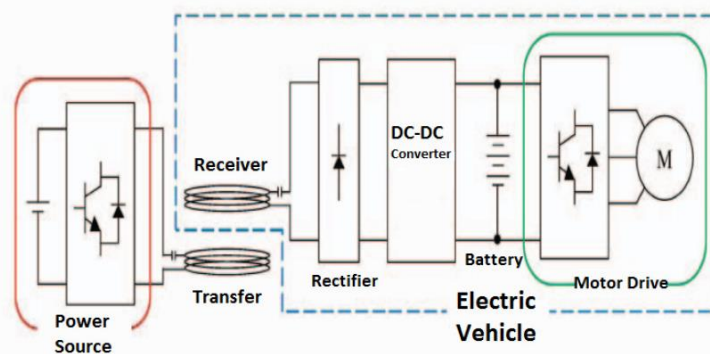 DC-DC
Converter
Receiver
M
Battery
Rectifier
Transfer
Motor Drive
Electric
Vehicle
Power
Source